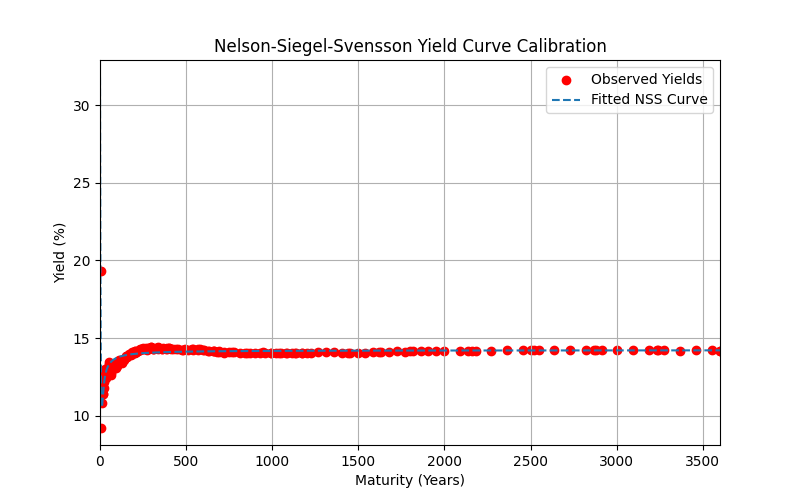 Nelson-Siegel-Svensson Yield Curve Calibration
Observed Yields
Fitted NSS Curve
Yield (%)
30
25
20
15
10
0 500 1000 1500 2000 2500 3000 3500
Maturity (Years)